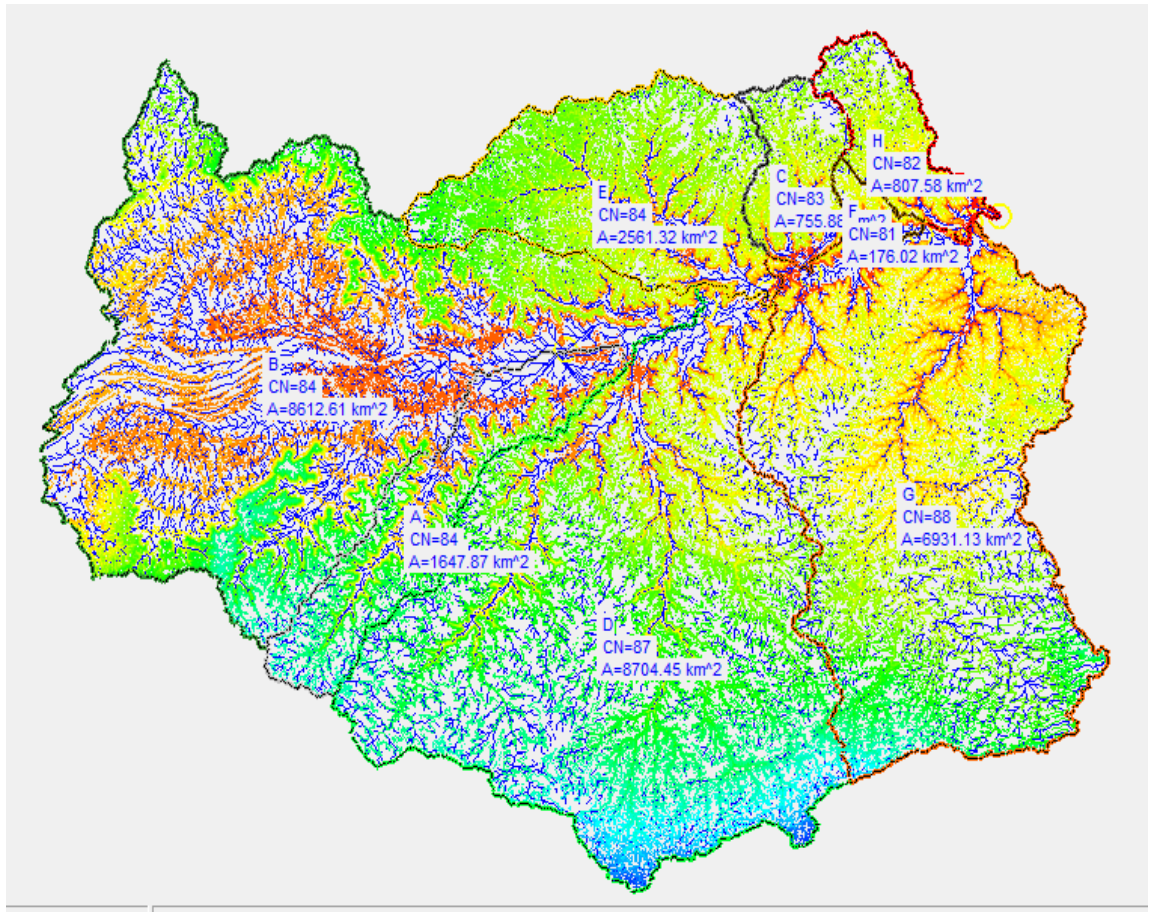 H
CN=82
A=807.58 km^2
C
CN=83
A=755.88
E
CN=84
A=2561.32 km^2
F
CN=81
A=176.02 km^2
B
CN=84
A=8612.61 km^2
G
CN=88
A=6931.13 km^2
A
CN=84
A=1647.87 km^2
D
CN=87
A=8704.45 km^2